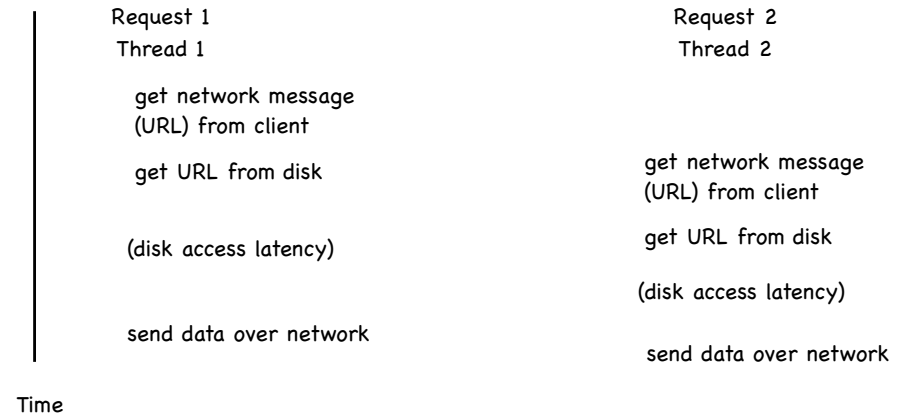 Request 1
Thread 1
get network message
(URL) from client
get URL from disk
(disk access latency)
send data over network
Request 2
Thread 2
get network message
(URL) from client
get URL from disk
(disk access latency)
send data over network
Time